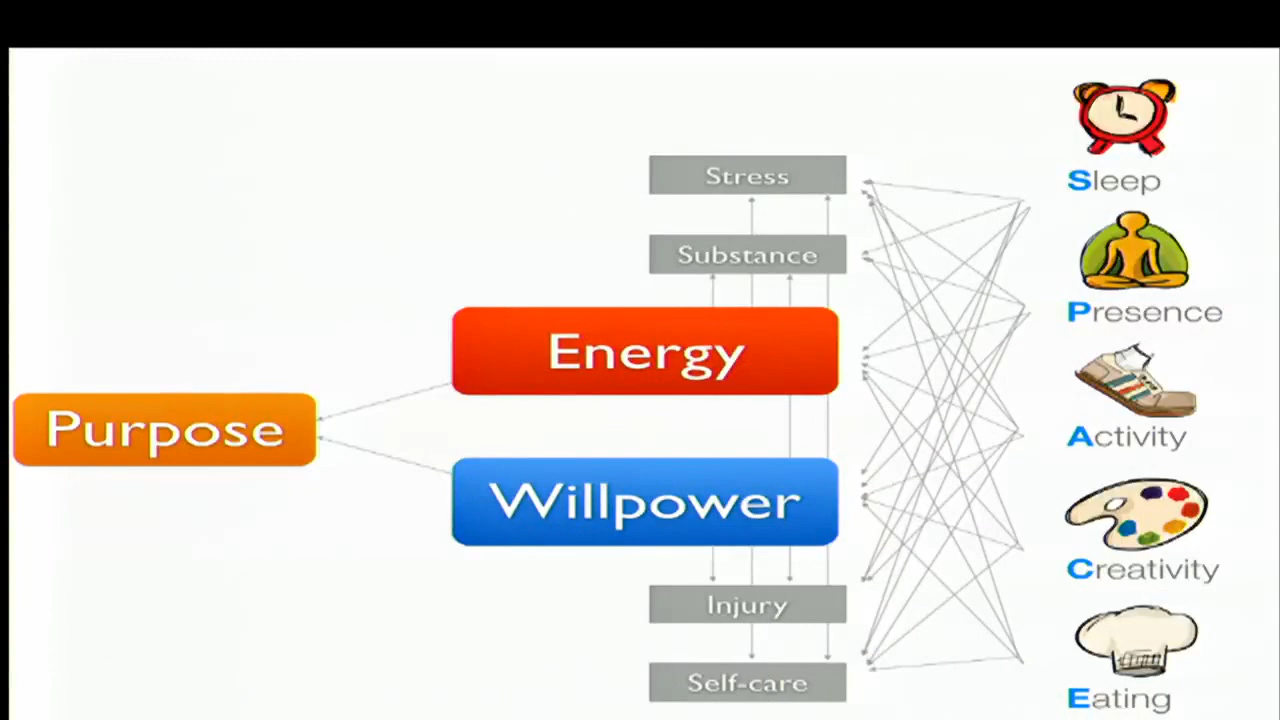 Stress
Substance
Energy
Purpose
Willpower
Injury
Self-care
Sleep
Presence
Activity
Creativity
Eating